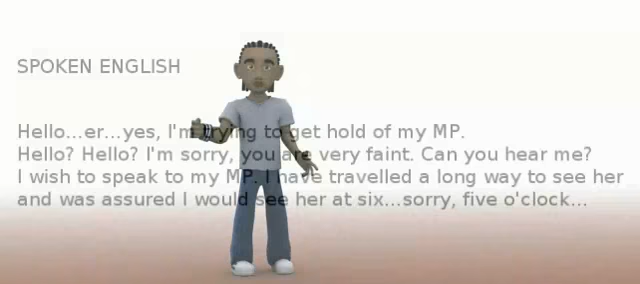 SPOKEN ENGLISH
Hello...er...yes, I'm trying to get hold of my MP.
Hello? Hello? I'm sorry, you are very faint. Can you hear me?
I wish to speak to my MP. I have travelled a long way to see her
and was assured I would see her at six...sorry, five o'clock...